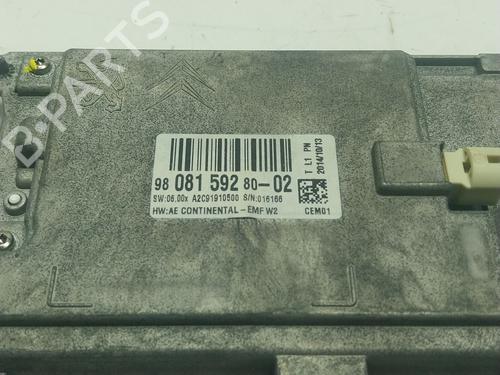 B-PARTS
98 081 592 80-02
SW:06.00x A2C91910500 S/N:016166
HW:AE CONTINENTAL-EMF W2
T L1 PN
2014/10/13
CEM01